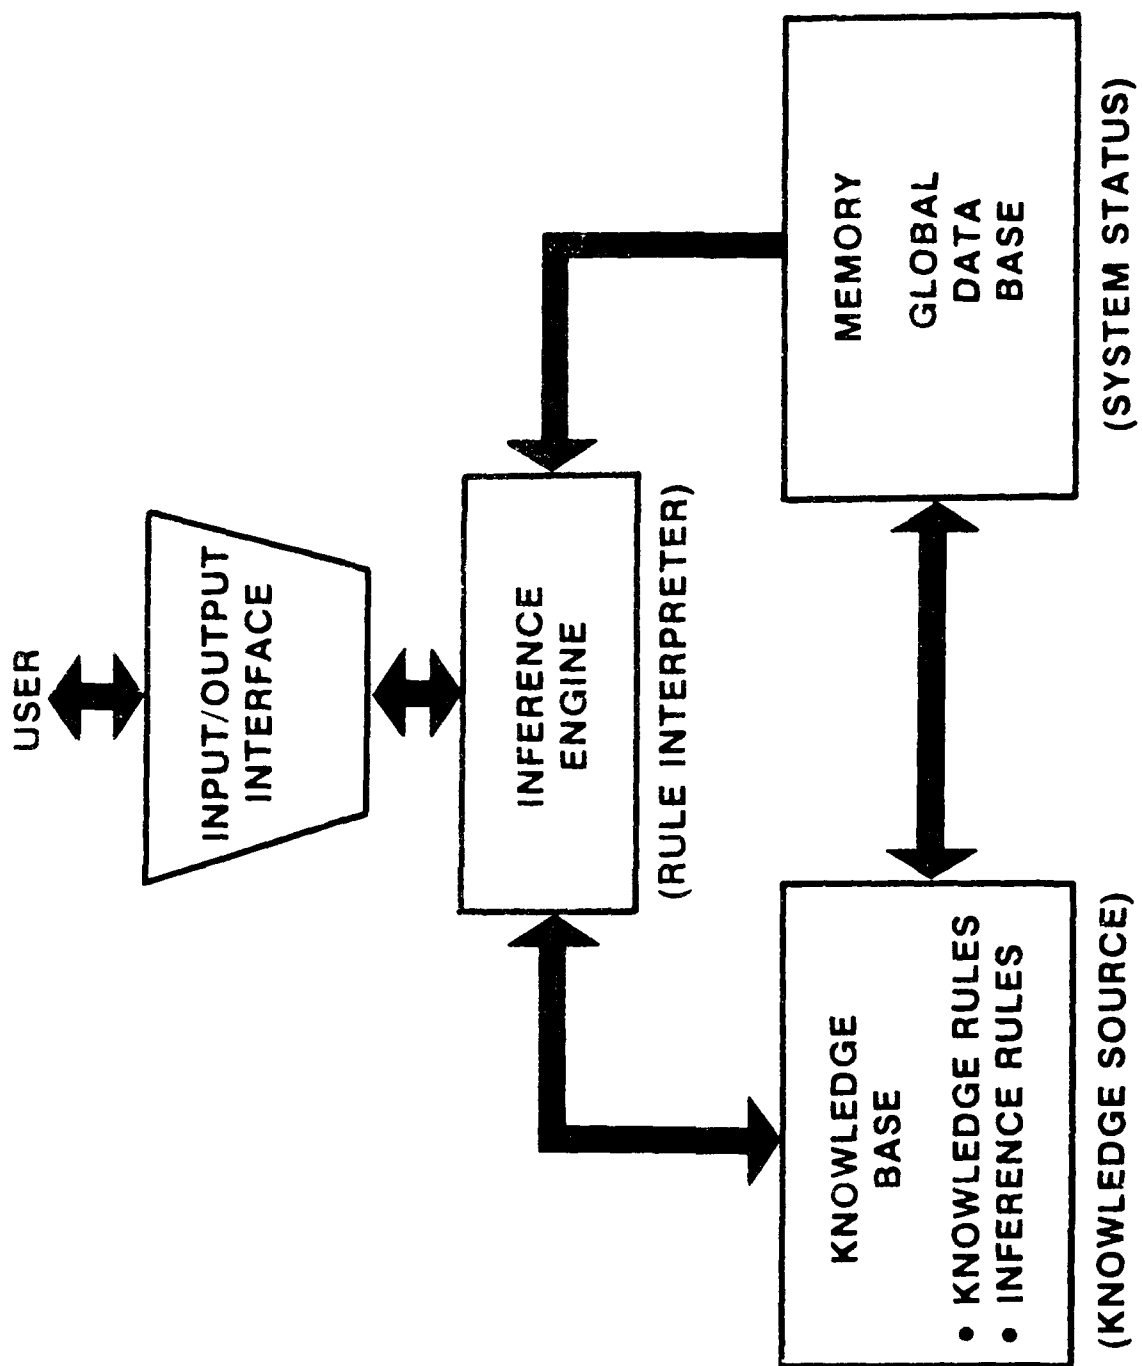 USER
INPUT/OUTPUT
INTERFACE
INFERENCE
ENGINE
(RULE INTERPRETER)
KNOWLEDGE
BASE
• KNOWLEDGE RULES
• INFERENCE RULES
(KNOWLEDGE SOURCE)
MEMORY
GLOBAL
DATA
BASE
(SYSTEM STATUS)